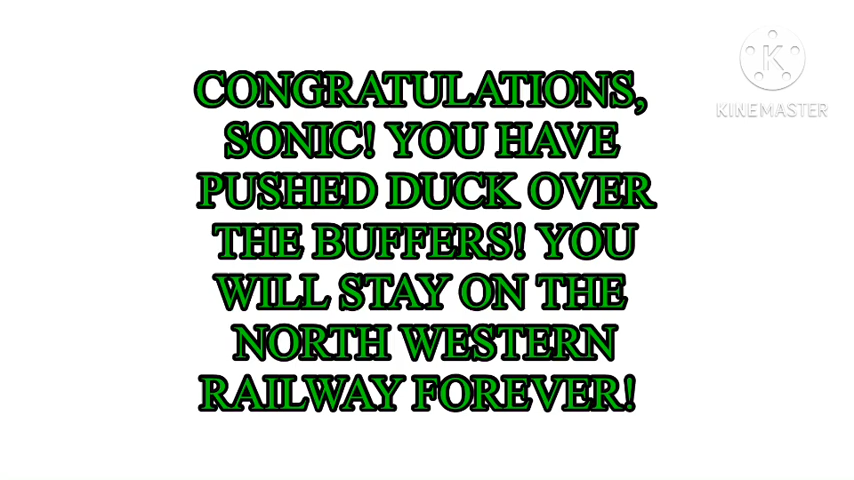 CONGRATULATIONS,
SONIC! YOU HAVE
PUSHED DUCK OVER
THE BUFFERS! YOU
WILL STAY ON THE
NORTH WESTERN
RAILWAY FOREVER!
K
KINEMASTER